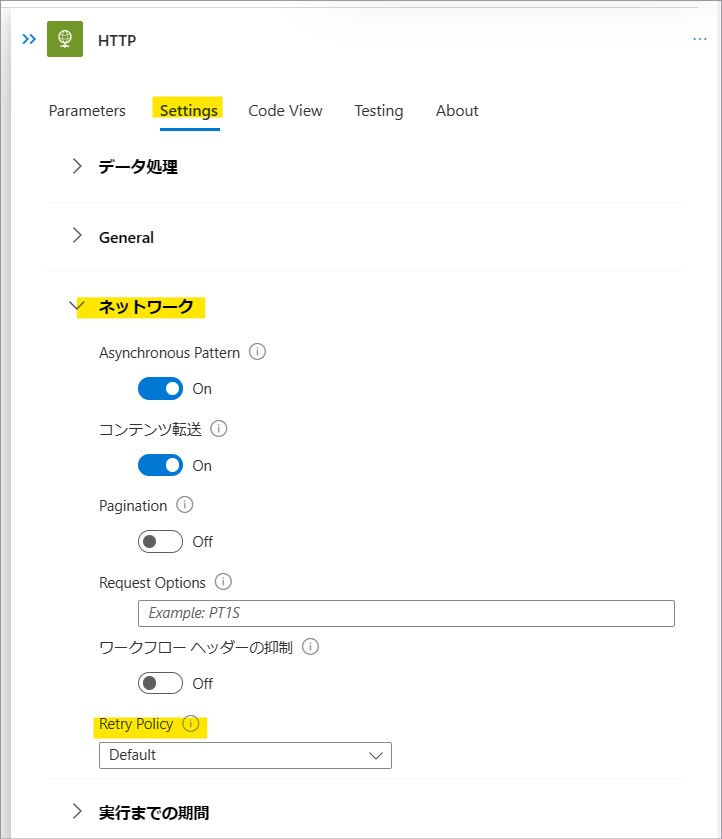 HTTP
Parameters Settings Code View Testing About
データ処理
General
ネットワーク
Asynchronous Pattern
On
コンテンツ転送
On
Pagination
Off
Request Options
Example: PT1S
ワークフロー ヘッダーの抑制
Off
Retry Policy
Default
実行までの期間